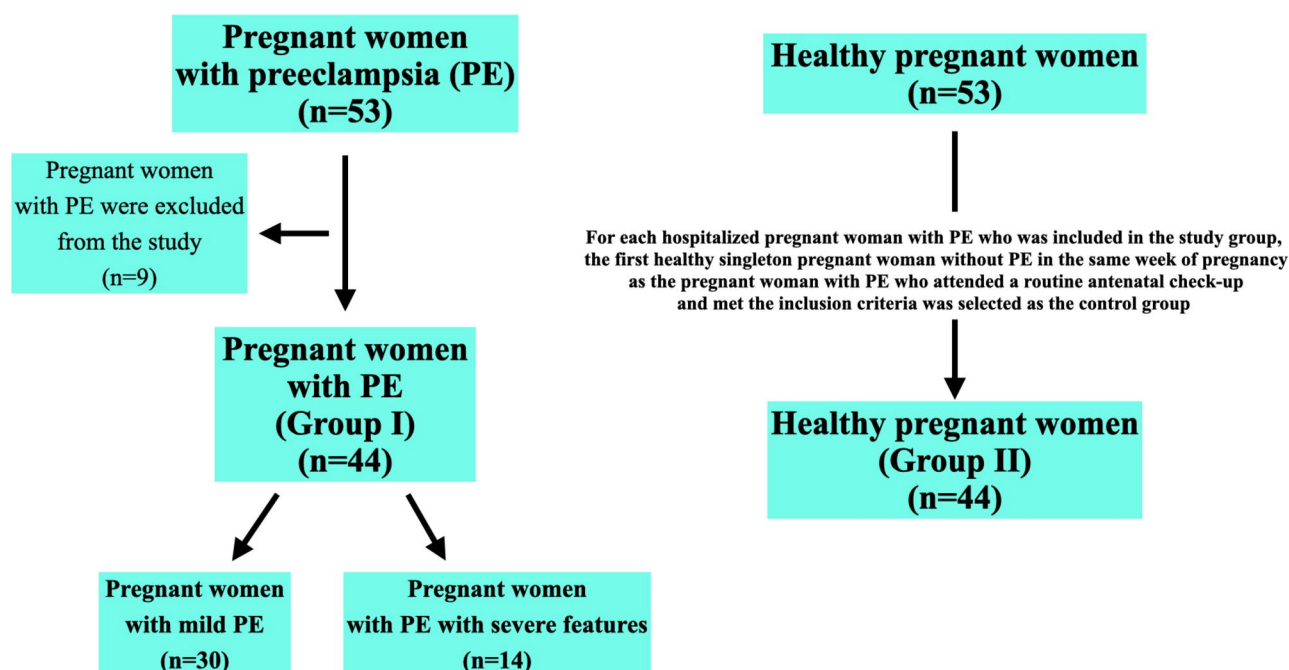 Pregnant women
with preeclampsia (PE)
(n=53)
Pregnant women
with PE were excluded
from the study
(n=9)
Pregnant women
with PE
(Group I)
(n=44)
Pregnant women
with mild PE
(n=30)
Pregnant women
with PE with severe features
(n=14)
Healthy pregnant women
(n=53)
For each hospitalized pregnant woman with PE who was included in the study group,
the first healthy singleton pregnant woman without PE in the same week of pregnancy
as the pregnant woman with PE who attended a routine antenatal check-up
and met the inclusion criteria was selected as the control group
Healthy pregnant women
(Group II)
(n=44)